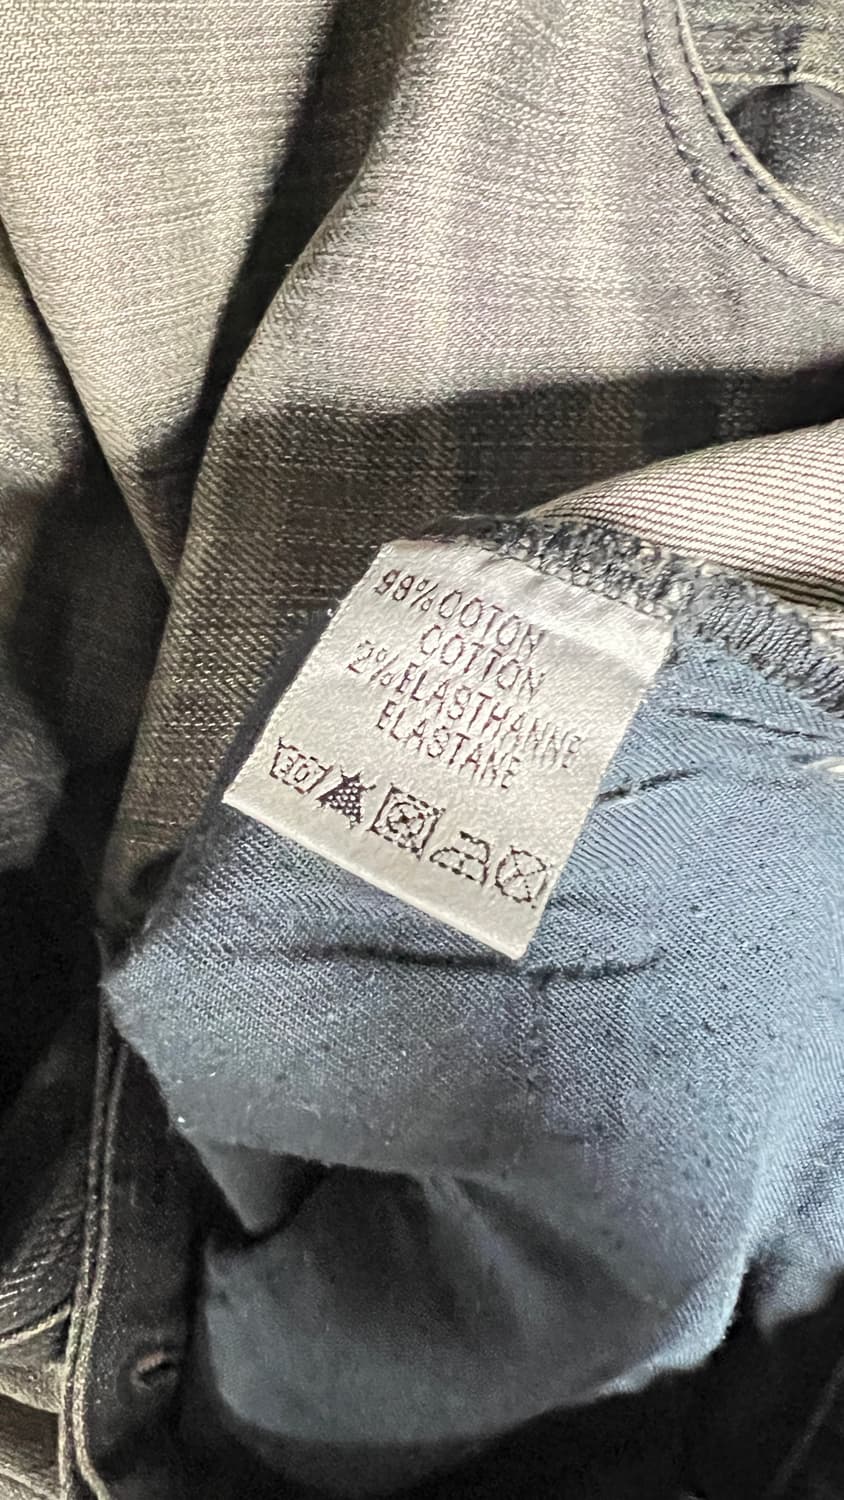 98%COTON
COTTON
2%ELASTHANNE
ELASTANE
30